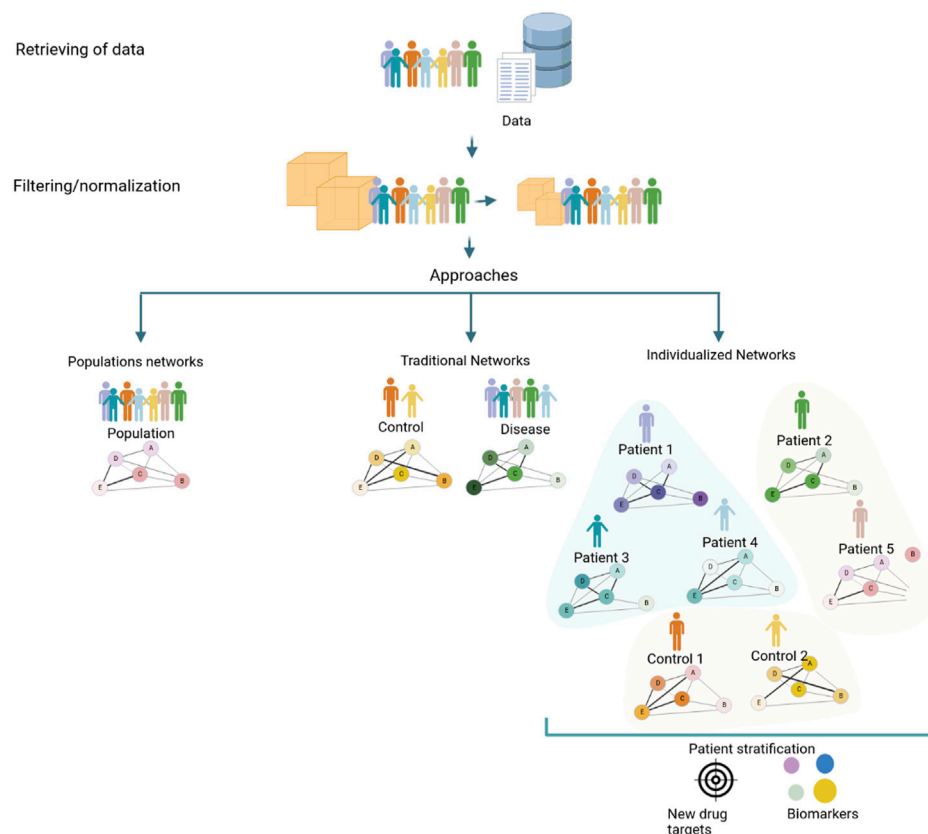 Retrieving of data
Data
Filtering/normalization
Approaches
Populations networks
Population
A
D
C
B
E
Traditional Networks
Control
A
D
C
B
E
Disease
A
D
C
B
E
Individualized Networks
Patient 1
A
D
C
B
E
Patient 2
A
D
C
B
E
Patient 3
A
D
C
B
E
Patient 4
A
D
C
B
E
Patient 5
B
A
D
C
E
Control 1
A
D
C
B
E
Control 2
A
D
C
B
E
Patient stratification
New drug
targets
Biomarkers